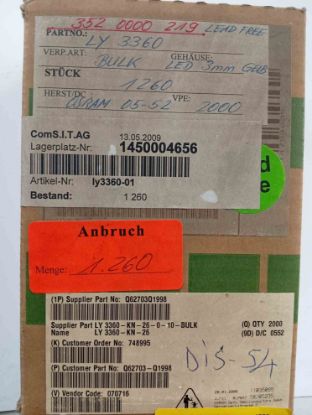 352 0000 219 LEAD FREE
PARTNO.: LY 3360
VERP.ART: BULK GEHÄUSE: LED 3mm GELB
STÜCK 1260
HERST/DC: OSRAM 05-52 VPE: 2000
ComS.I.T.AG 13.05.2009
Lagerplatz-Nr: 1450004656
Artikel-Nr: ly3360-01
Bestand: 1 260
Anbruch
Menge: 1.260
(1P) Supplier Part No: Q62703Q1998
Supplier Part LY 3360-KN-26-0-10-BULK (Q) QTY 2000
Name LY 3360-KN-26 (9D) D/C 0552
(K) Customer Order No: 748995
DIS-54
(P) Customer Part No: Q62703-Q1998
(V) Vendor Code: 070716